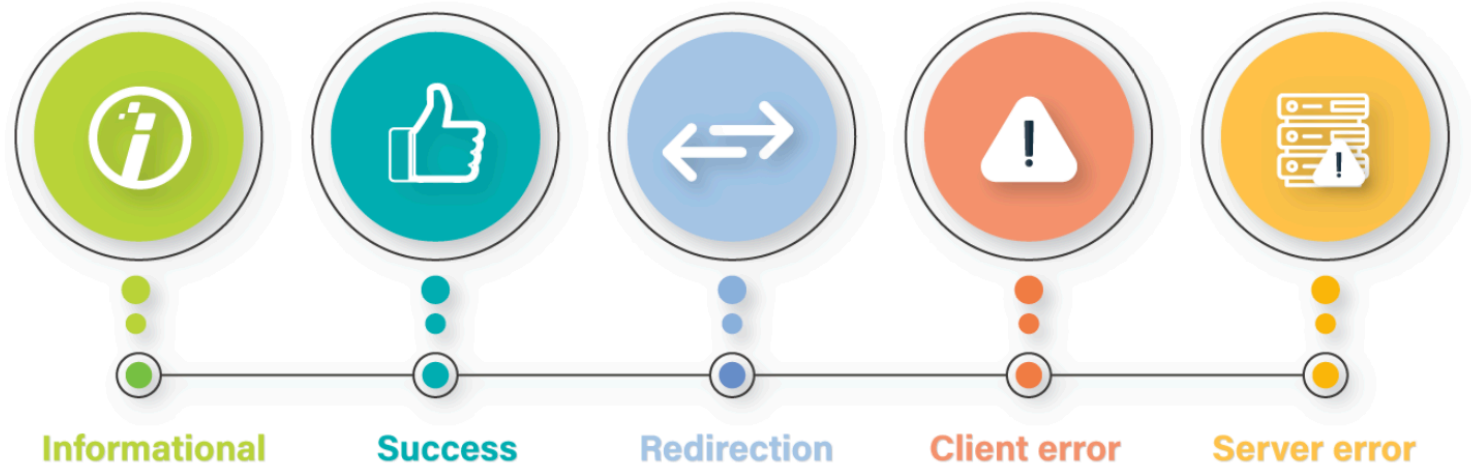 Informational
Success
Redirection
Client error
Server error